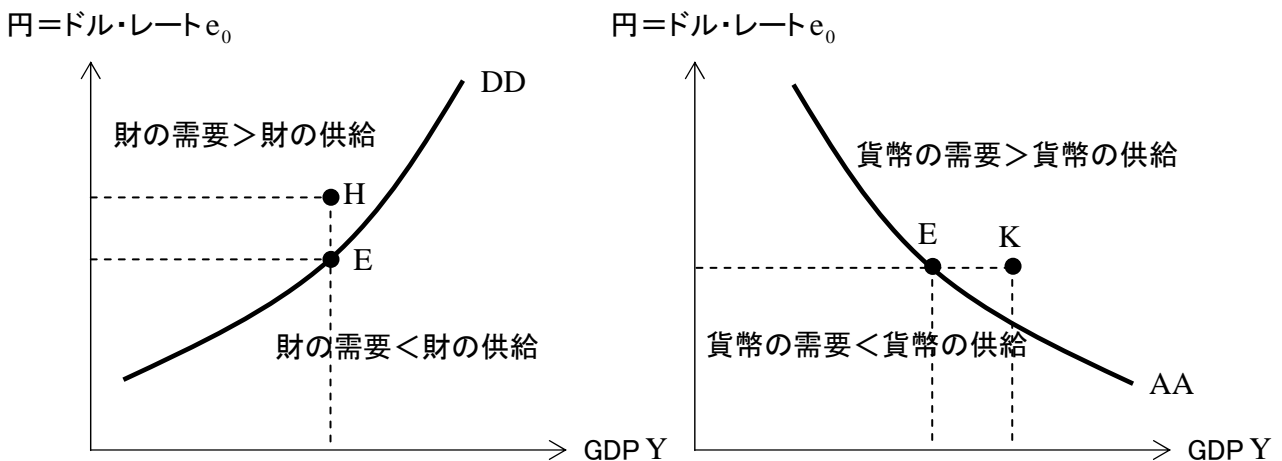 円＝ドル・レートe₀
DD
財の需要＞財の供給
H
E
財の需要＜財の供給
GDP Y
円＝ドル・レートe₀
貨幣の需要＞貨幣の供給
E
K
貨幣の需要＜貨幣の供給
AA
GDP Y